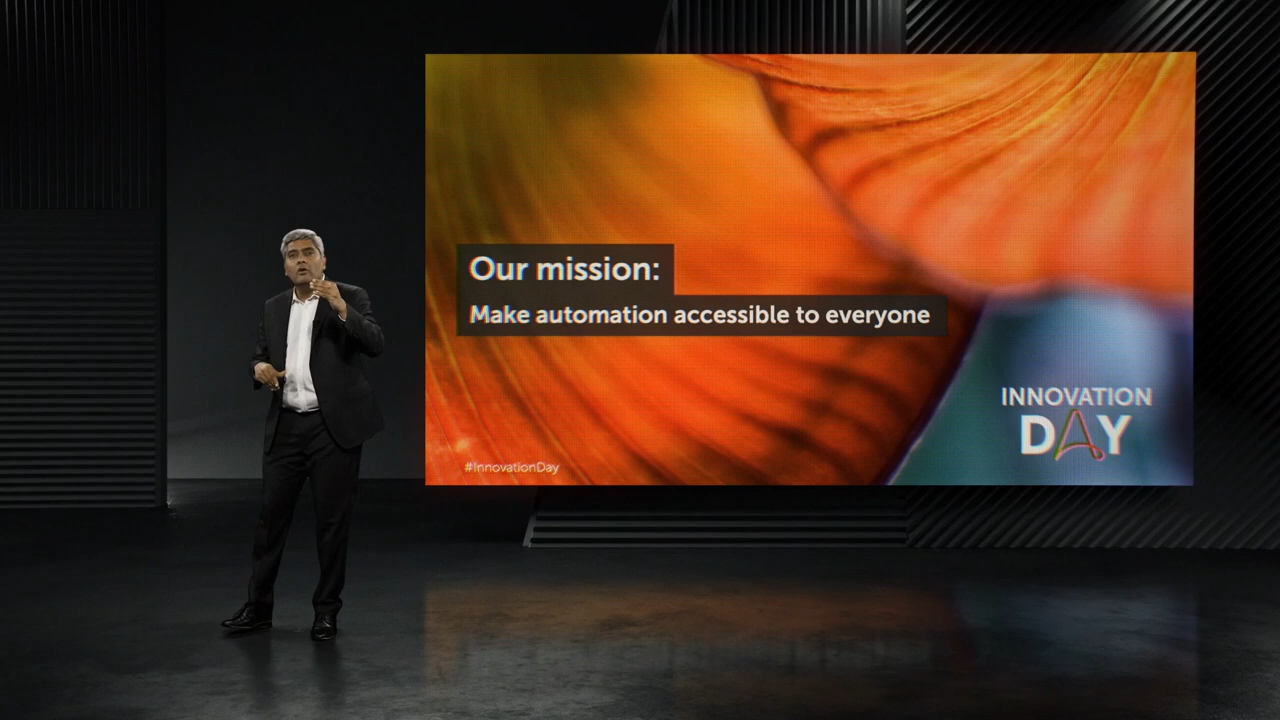 Our mission:
Make automation accessible to everyone
INNOVATION
DAY
#InnovationDay